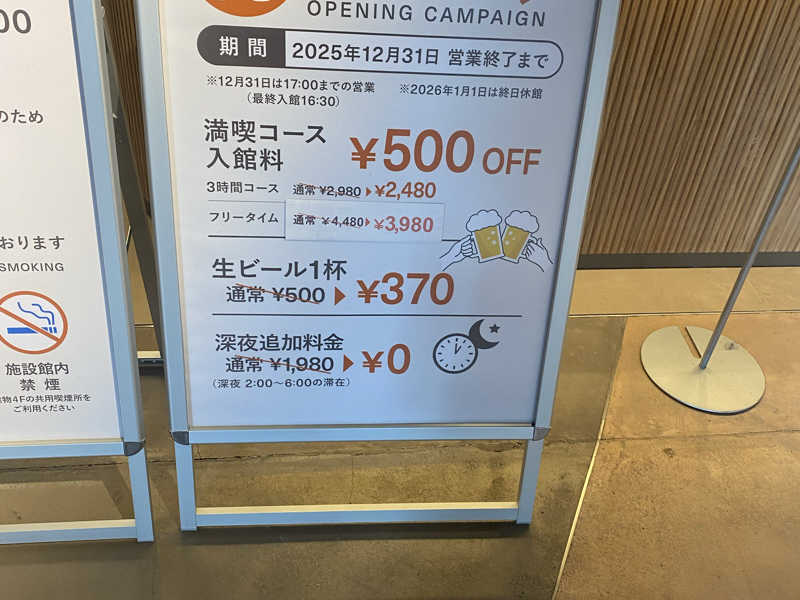 00
のため
おります
SMOKING
施設館内
禁煙
物4Fの共用喫煙所を
ご利用ください
OPENING CAMPAIGN
期間 2025年12月31日 営業終了まで
※12月31日は17:00までの営業 ※2026年1月1日は終日休館
(最終入館16:30)
満喫コース
入館料 ¥500 OFF
3時間コース 通常 ¥2,980 ▶ ¥2,480
フリータイム 通常 ¥4,480 ▶ ¥3,980
生ビール1杯
通常 ¥500 ▶ ¥370
深夜追加料金
通常 ¥1,980 ▶ ¥0
(深夜 2:00〜6:00の滞在)